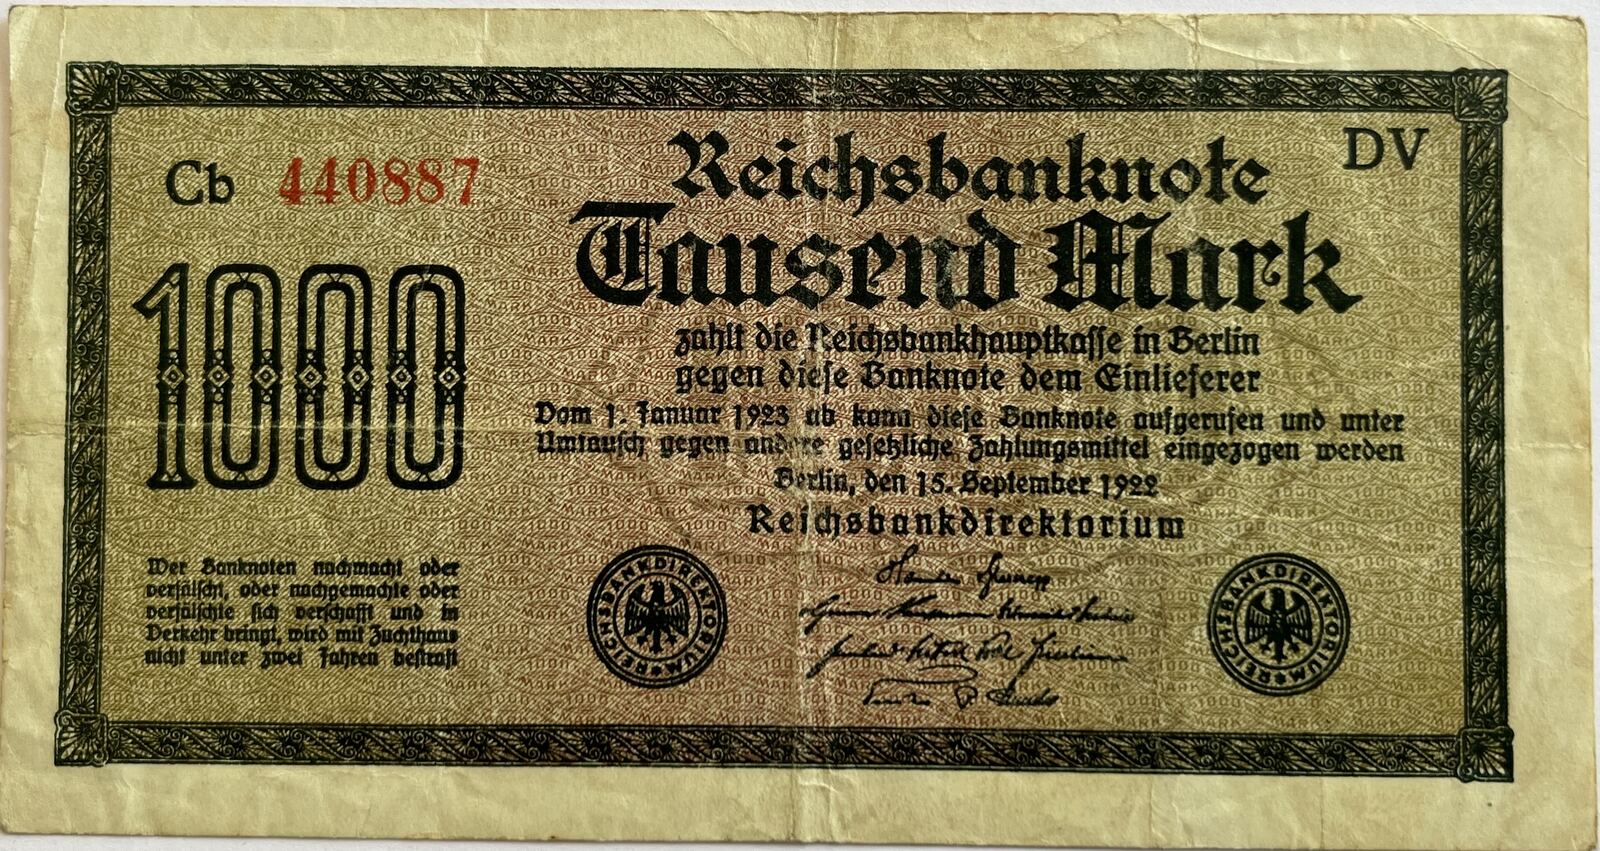 Cb 440887
DV
Reichsbanknote
Tausend Mark
zahlt die Reichsbankhauptkasse in Berlin
gegen diese Banknote dem Einlieferer
Vom 1. Januar 1923 ab kann diese Banknote aufgerufen und unter
Umtausch gegen andere gesetzliche Zahlungsmittel eingezogen werden
Berlin, den 15. September 1922
Reichsbankdirektorium
1000
Wer Banknoten nachmacht oder
verfälscht, oder nachgemachte oder
verfälschte sich verschafft und in
Verkehr bringt, wird mit Zuchthaus
nicht unter zwei Jahren bestraft
REICHSBANKDIREKTORIUM
REICHSBANKDIREKTORIUM